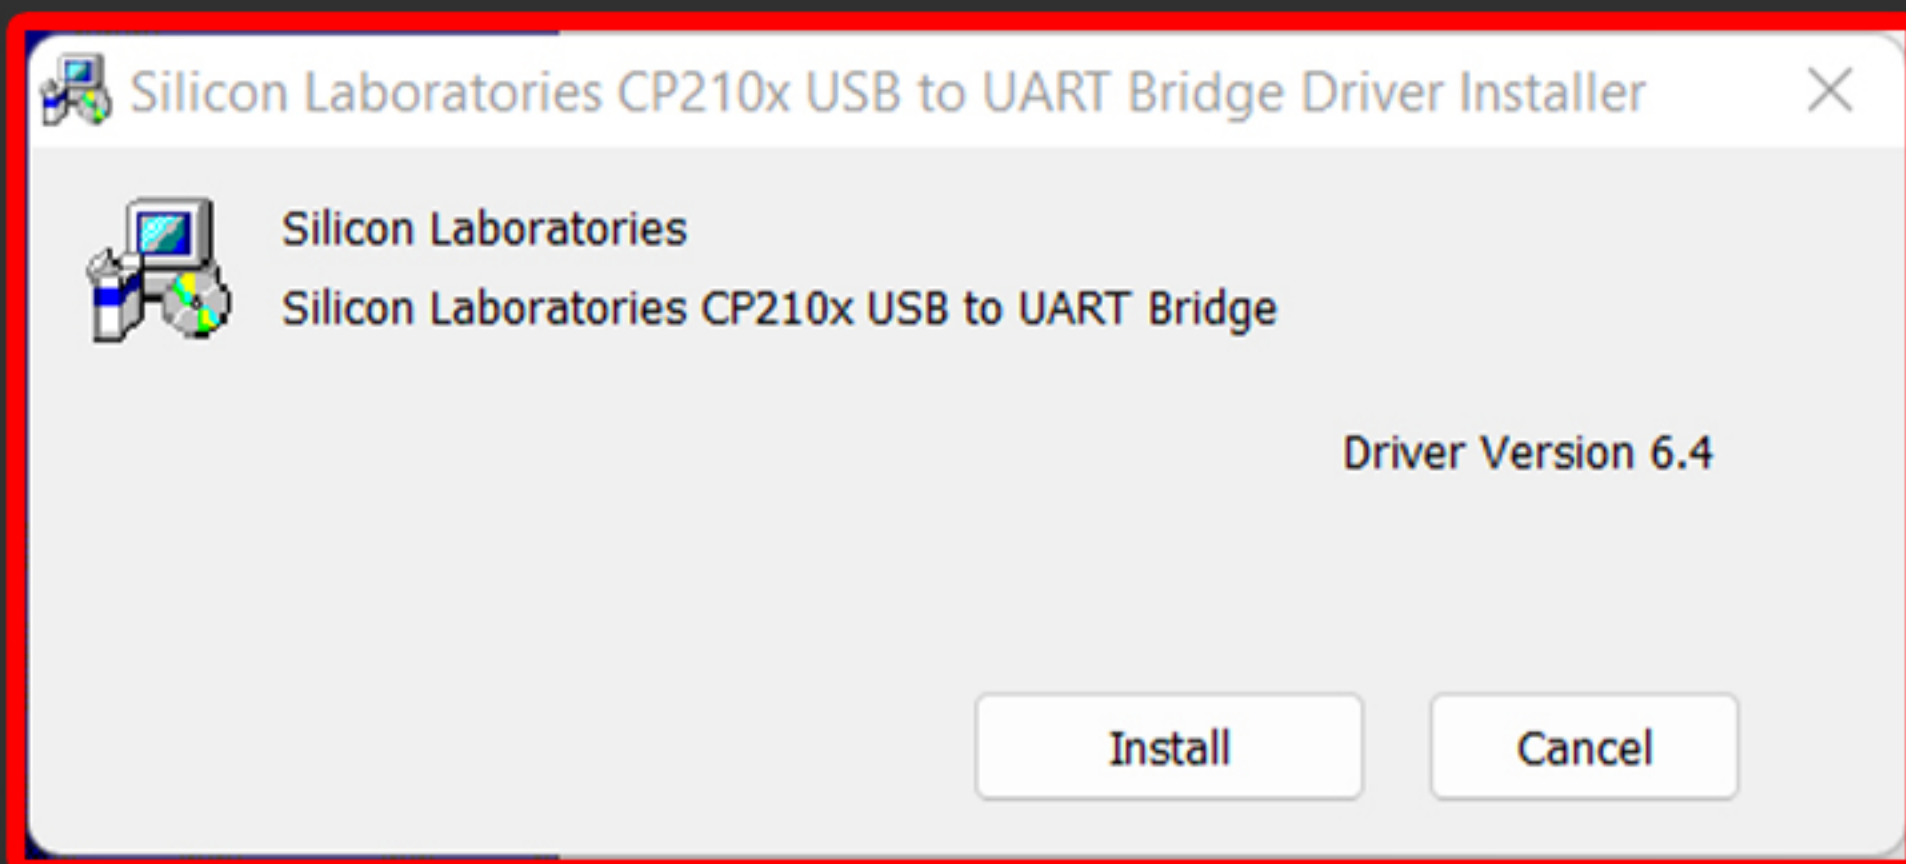 Silicon Laboratories CP210x USB to UART Bridge Driver Installer
Silicon Laboratories
Silicon Laboratories CP210x USB to UART Bridge
Driver Version 6.4
Install Cancel